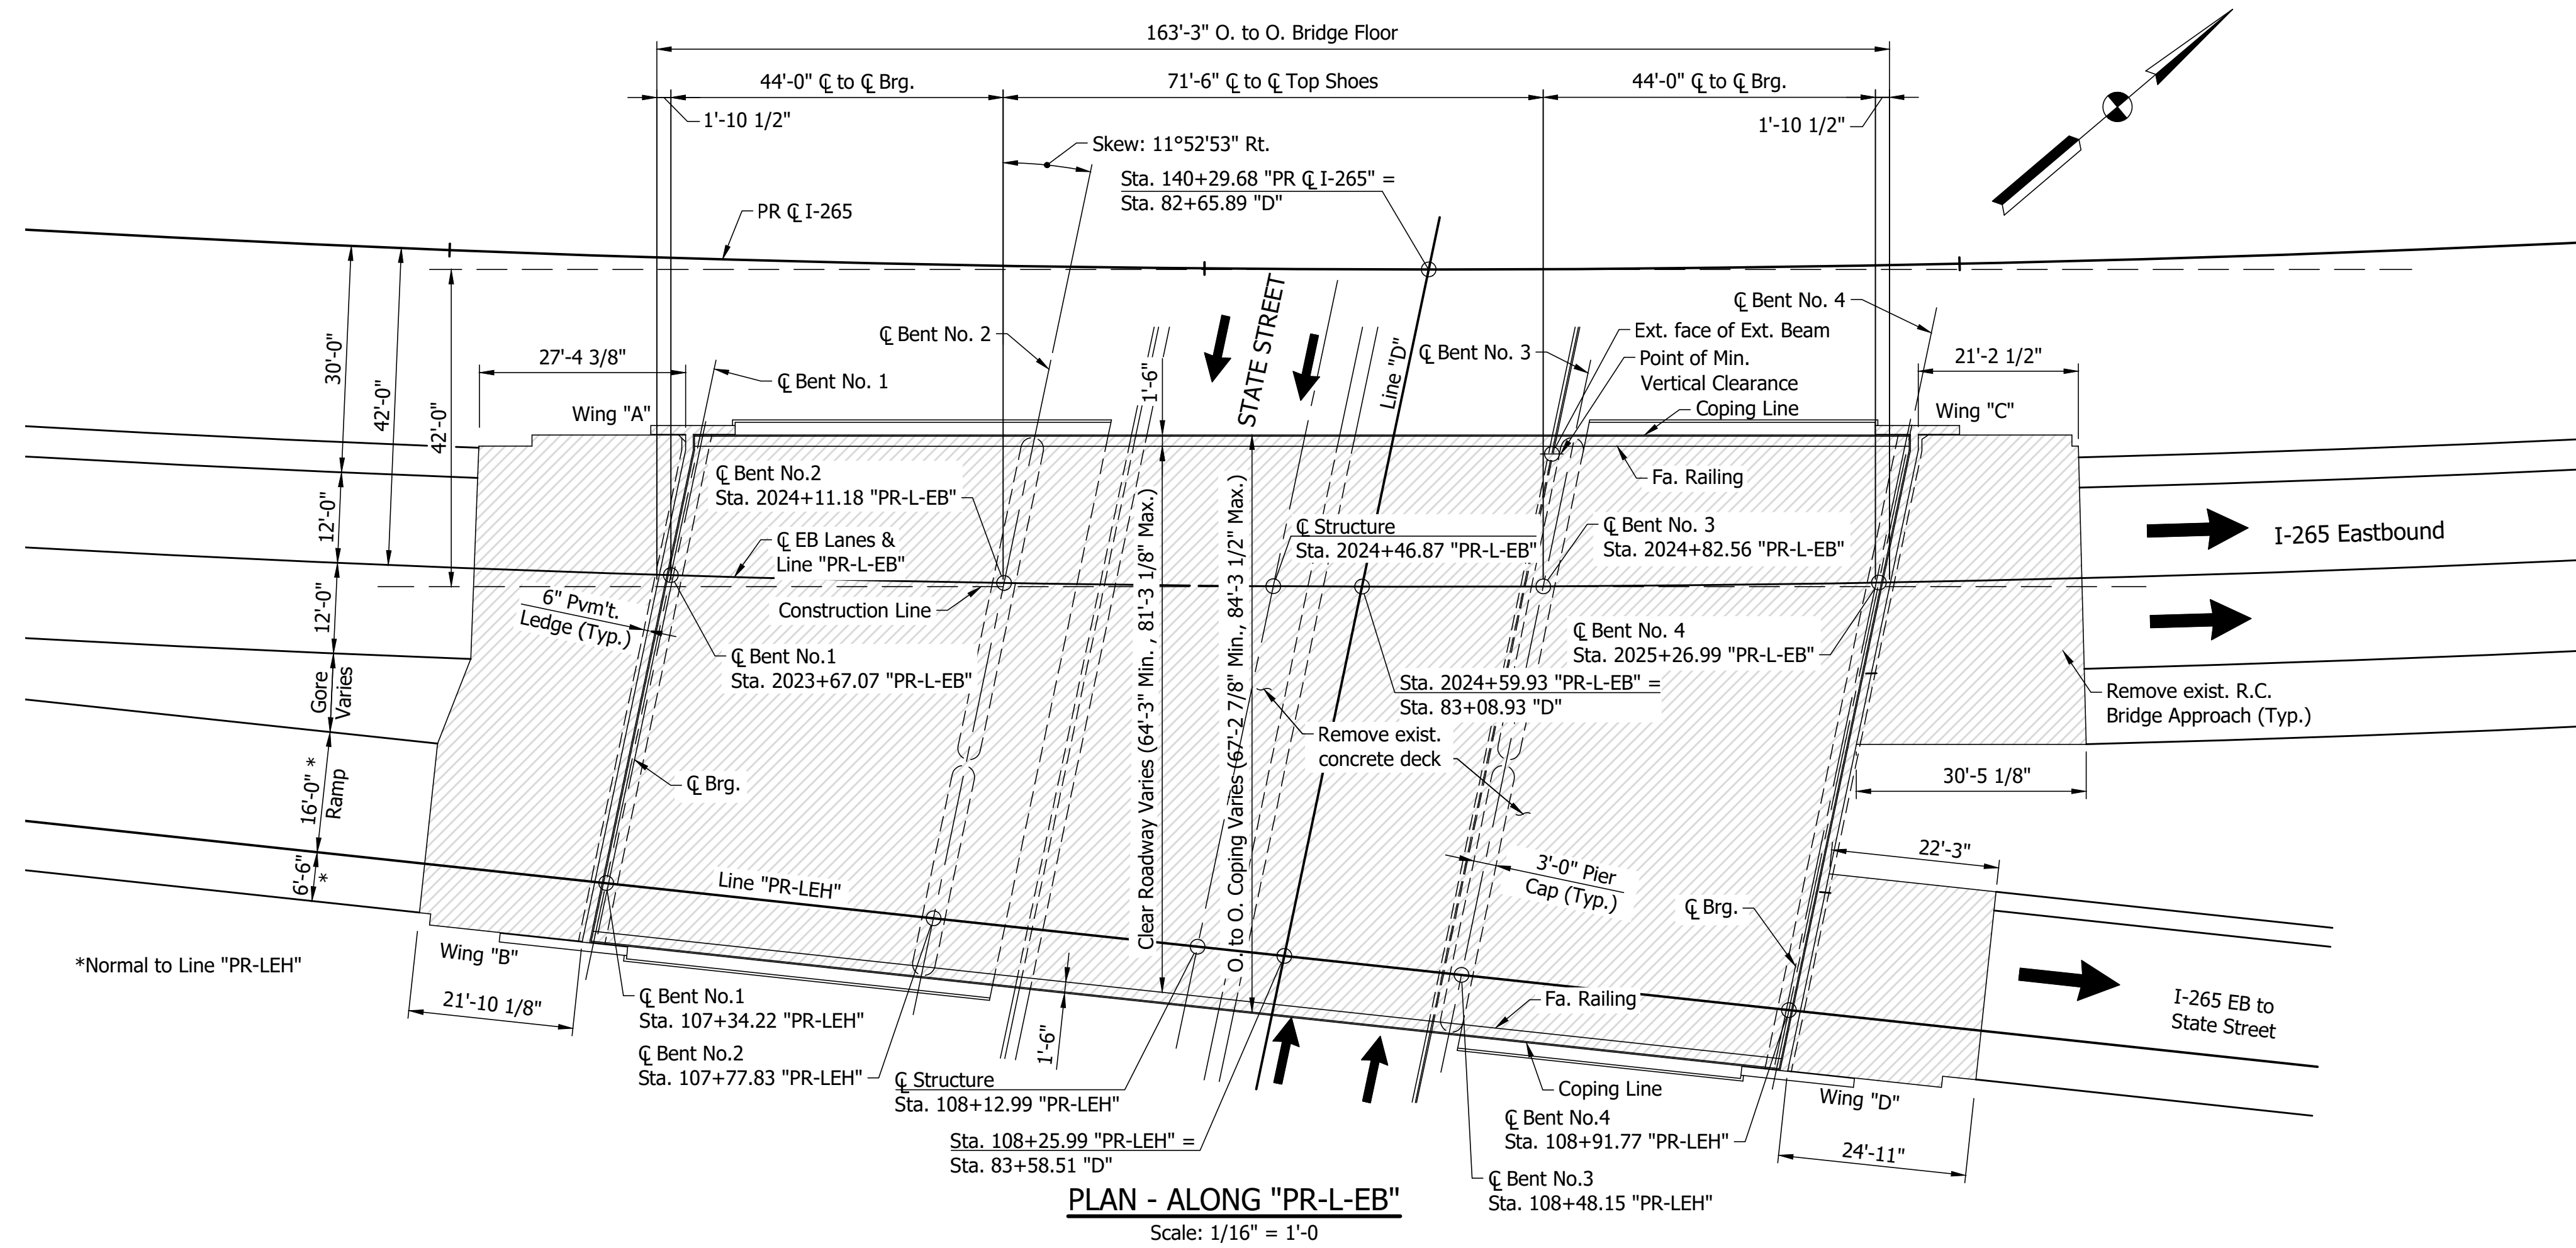 163'-3" O. to O. Bridge Floor
44'-0" ℄ to ℄ Brg.
71'-6" ℄ to ℄ Top Shoes
44'-0" ℄ to ℄ Brg.
1'-10 1/2"
1'-10 1/2"
Skew: 11°52'53" Rt.
Sta. 140+29.68 "PR ℄ I-265" =
Sta. 82+65.89 "D"
PR ℄ I-265
30'-0"
42'-0"
42'-0"
27'-4 3/8"
Wing "A"
℄ Bent No. 1
℄ Bent No. 2
1'-6"
STATE STREET
Line "D"
℄ Bent No. 3
Ext. face of Ext. Beam
Point of Min.
Vertical Clearance
Coping Line
℄ Bent No. 4
21'-2 1/2"
Wing "C"
Fa. Railing
12'-0"
12'-0"
℄ Bent No.2
Sta. 2024+11.18 "PR-L-EB"
℄ EB Lanes &
Line "PR-L-EB"
Construction Line
6" Pvm't.
Ledge (Typ.)
℄ Bent No.1
Sta. 2023+67.07 "PR-L-EB"
℄ Structure
Sta. 2024+46.87 "PR-L-EB"
℄ Bent No. 3
Sta. 2024+82.56 "PR-L-EB"
I-265 Eastbound
℄ Bent No. 4
Sta. 2025+26.99 "PR-L-EB"
Sta. 2024+59.93 "PR-L-EB" =
Sta. 83+08.93 "D"
Remove exist. R.C.
Bridge Approach (Typ.)
Remove exist.
concrete deck
Clear Roadway Varies (64'-3" Min., 81'-3 1/8" Max.)
O. to O. Coping Varies (67'-2 7/8" Min., 84'-3 1/2" Max.)
Gore
Varies
16'-0" *
Ramp
6'-6"
*
℄ Brg.
30'-5 1/8"
22'-3"
3'-0" Pier
Cap (Typ.)
Line "PR-LEH"
℄ Brg.
*Normal to Line "PR-LEH"
Wing "B"
21'-10 1/8"
℄ Bent No.1
Sta. 107+34.22 "PR-LEH"
℄ Bent No.2
Sta. 107+77.83 "PR-LEH"
1'-6"
℄ Structure
Sta. 108+12.99 "PR-LEH"
Sta. 108+25.99 "PR-LEH" =
Sta. 83+58.51 "D"
Fa. Railing
Coping Line
I-265 EB to
State Street
Wing "D"
24'-11"
℄ Bent No.4
Sta. 108+91.77 "PR-LEH"
℄ Bent No.3
Sta. 108+48.15 "PR-LEH"
PLAN - ALONG "PR-L-EB"
Scale: 1/16" = 1'-0